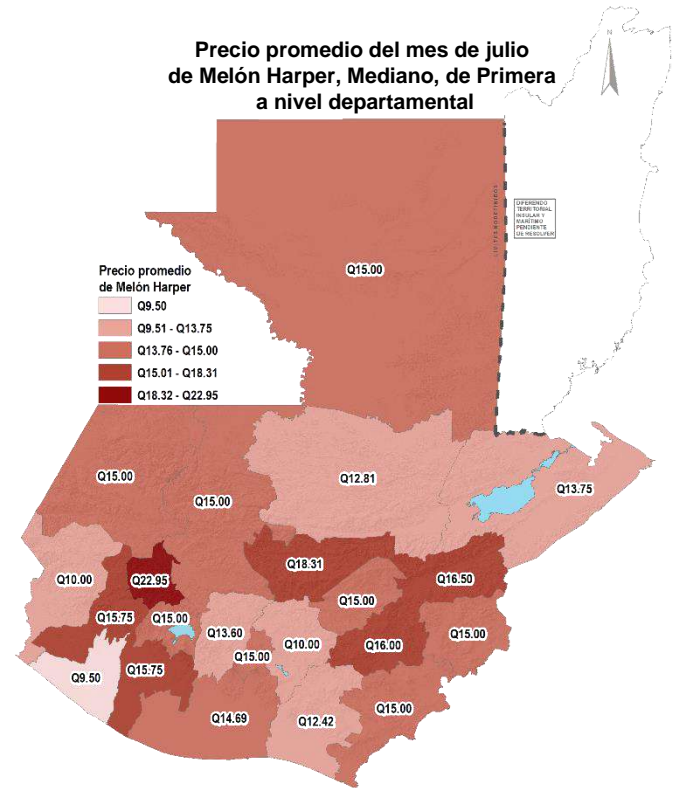 Precio promedio del mes de julio
de Melón Harper, Mediano, de Primera
a nivel departamental
N
DIFERENDO
TERRITORIAL
INSULAR Y
MARÍTIMO
PENDIENTE
DE RESOLVER
Q15.00
Precio promedio
de Melón Harper
Q9.50
Q9.51 - Q13.75
Q13.76 - Q15.00
Q15.01 - Q18.31
Q18.32 - Q22.95
Q15.00
Q15.00
Q12.81
Q13.75
Q10.00
Q22.95
Q18.31
Q16.50
Q15.75
Q15.00
Q13.60
Q15.00
Q10.00
Q15.00
Q16.00
Q15.00
Q9.50
Q15.75
Q14.69
Q12.42
Q15.00